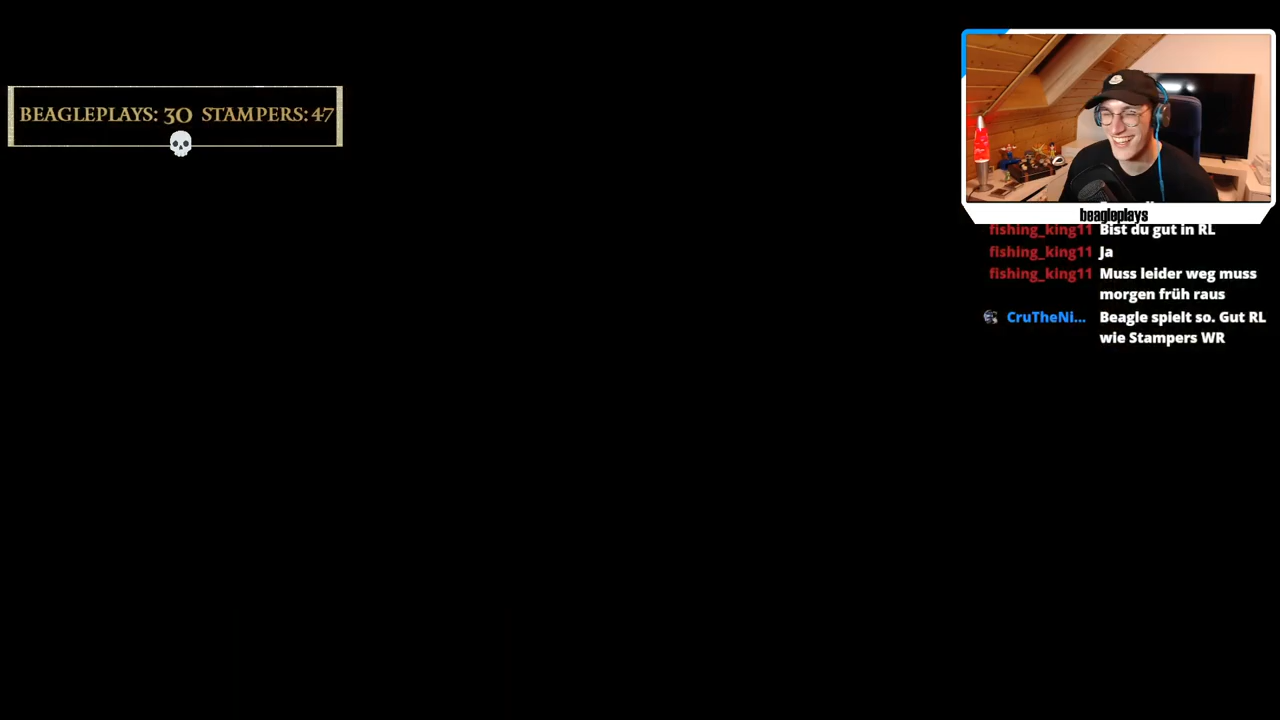 BEAGLEPLAYS: 30 STAMPERS: 47
beagleplays
fishing_king11 Bist du gut in RL
fishing_king11 Ja
fishing_king11 Muss leider weg muss
morgen früh raus
CruTheNi... Beagle spielt so. Gut RL
wie Stampers WR